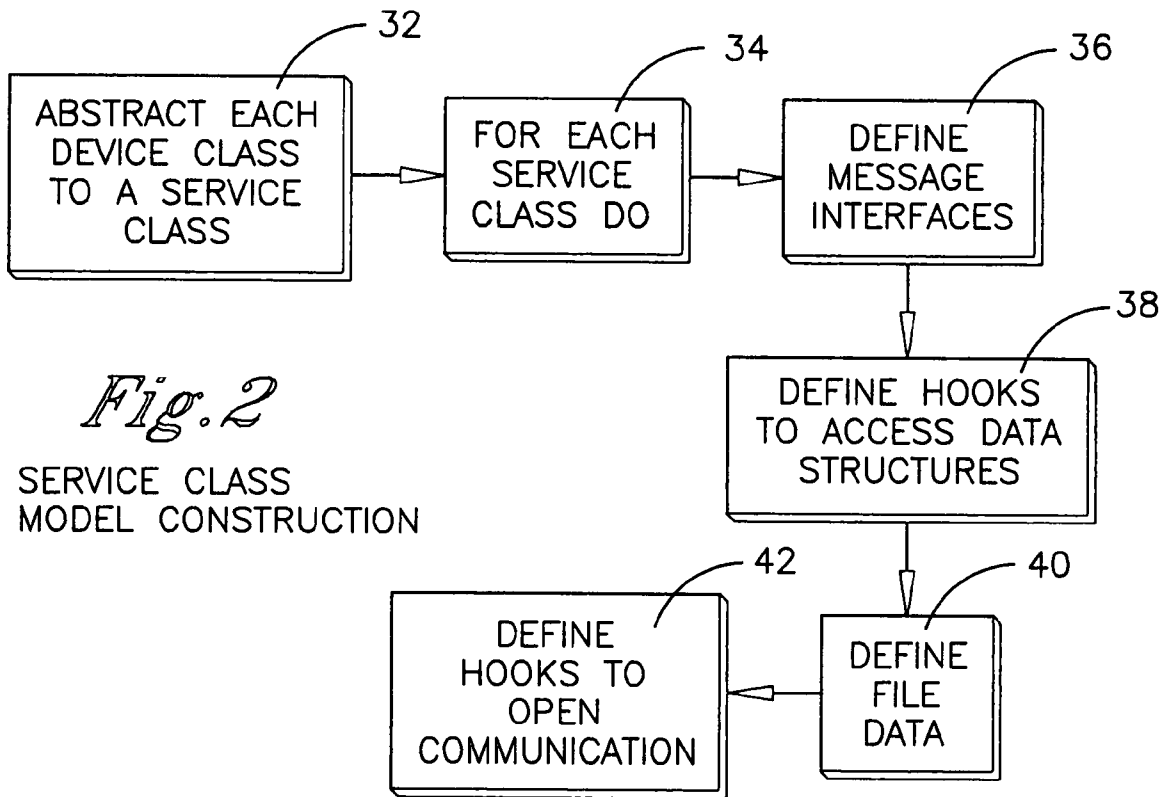 32
ABSTRACT EACH
DEVICE CLASS
TO A SERVICE
CLASS
34
FOR EACH
SERVICE
CLASS DO
36
DEFINE
MESSAGE
INTERFACES
38
DEFINE HOOKS
TO ACCESS DATA
STRUCTURES
40
DEFINE
FILE
DATA
42
DEFINE
HOOKS TO
OPEN
COMMUNICATION
Fig. 2
SERVICE CLASS
MODEL CONSTRUCTION